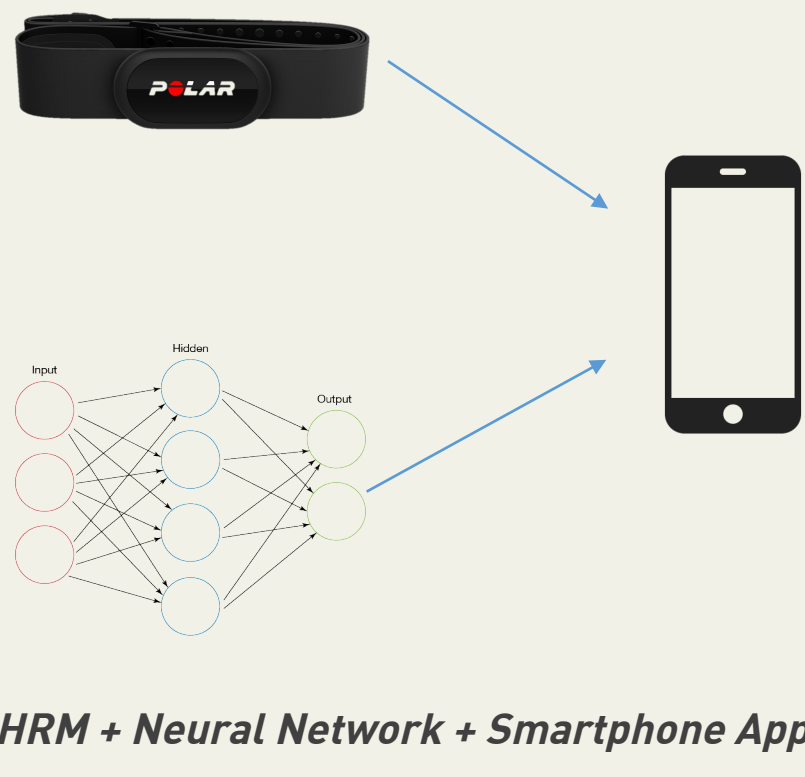 POLAR
Hidden
Input
Output
HRM + Neural Network + Smartphone App